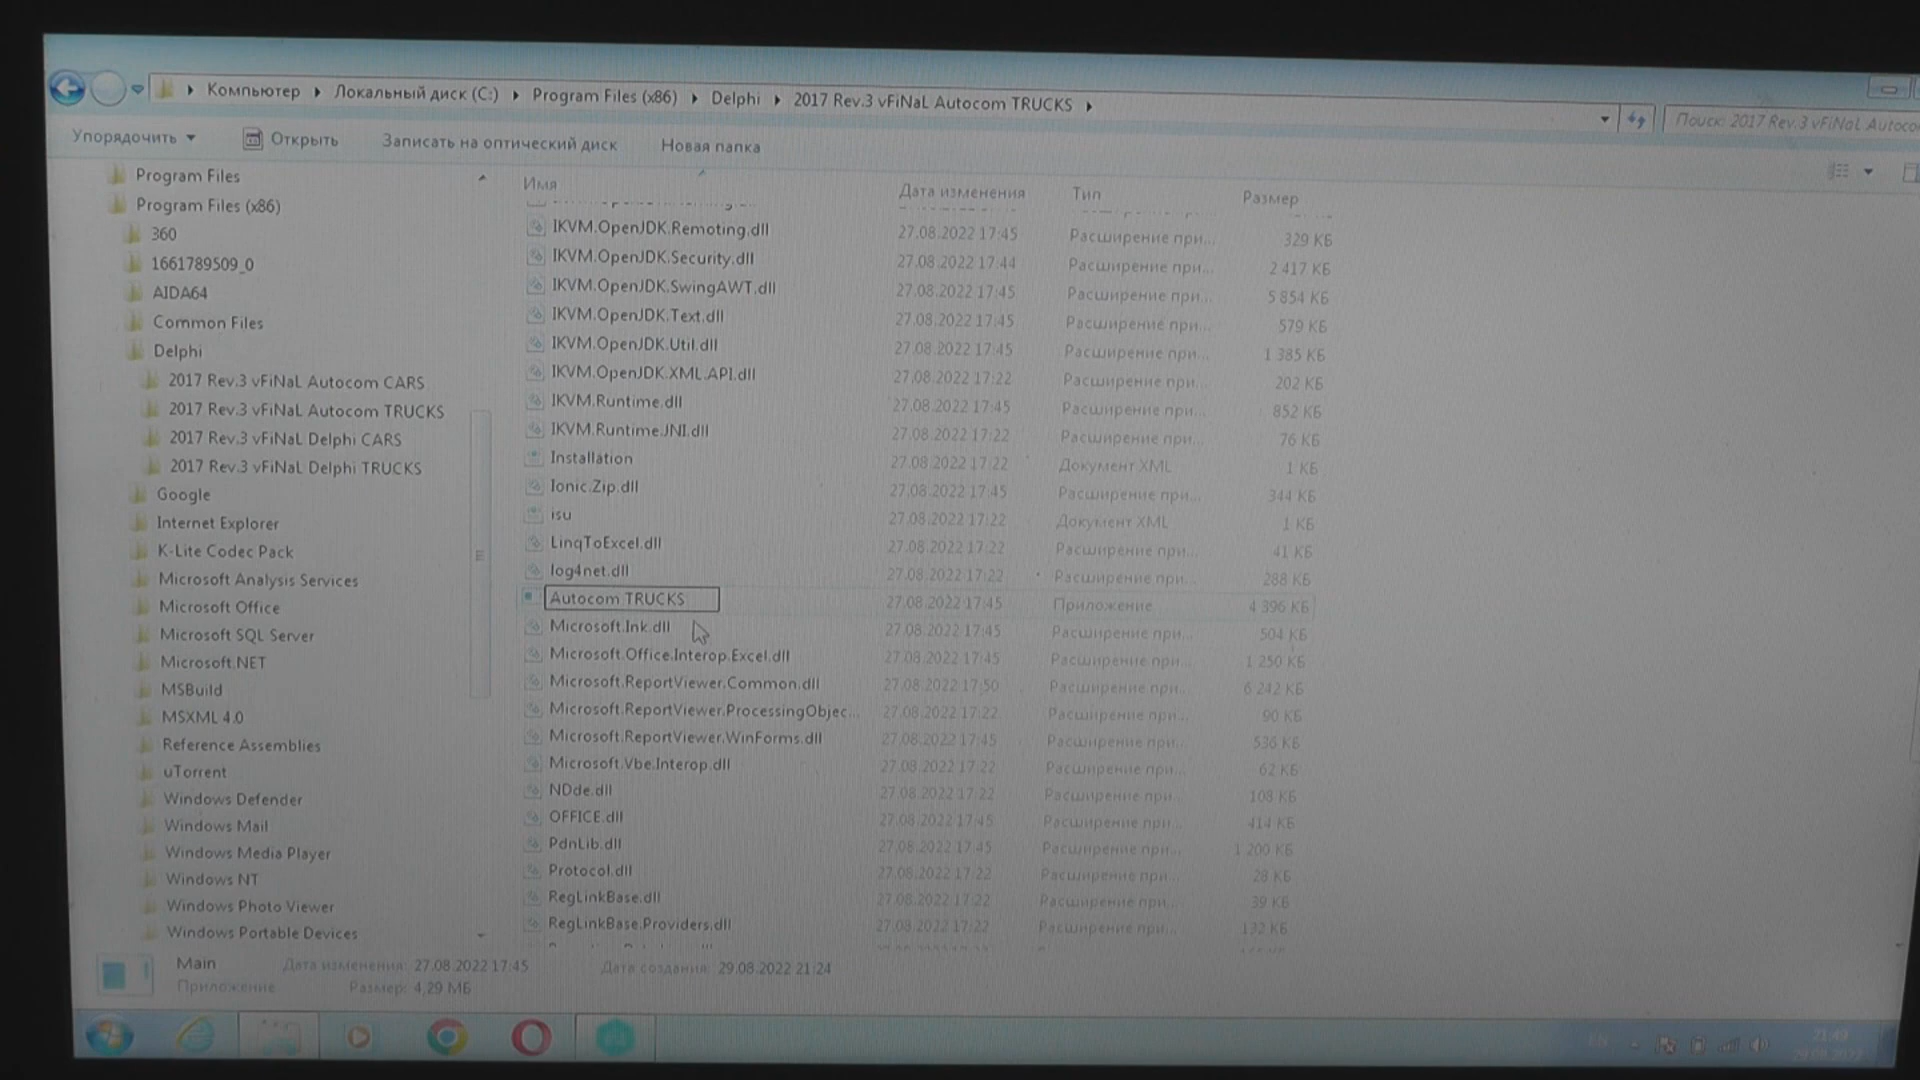 Компьютер ▸ Локальный диск (C:) ▸ Program Files (x86) ▸ Delphi ▸ 2017 Rev.3 vFiNaL Autocom TRUCKS ▸
Поиск: 2017 Rev.3 vFiNaL Autoco
Упорядочить Открыть Записать на оптический диск Новая папка
Program Files
Program Files (x86)
360
1661789509_0
AIDA64
Common Files
Delphi
2017 Rev.3 vFiNaL Autocom CARS
2017 Rev.3 vFiNaL Autocom TRUCKS
2017 Rev.3 vFiNaL Delphi CARS
2017 Rev.3 vFiNaL Delphi TRUCKS
Google
Internet Explorer
K-Lite Codec Pack
Microsoft Analysis Services
Microsoft Office
Microsoft SQL Server
Microsoft.NET
MSBuild
MSXML 4.0
Reference Assemblies
uTorrent
Windows Defender
Windows Mail
Windows Media Player
Windows NT
Windows Photo Viewer
Windows Portable Devices
Имя Дата изменения Тип Размер
IKVM.OpenJDK.Remoting.dll 27.08.2022 17:45 Расширение при... 329 КБ
IKVM.OpenJDK.Security.dll 27.08.2022 17:44 Расширение при... 2 417 КБ
IKVM.OpenJDK.SwingAWT.dll 27.08.2022 17:45 Расширение при... 5 854 КБ
IKVM.OpenJDK.Text.dll 27.08.2022 17:45 Расширение при... 579 КБ
IKVM.OpenJDK.Util.dll 27.08.2022 17:45 Расширение при... 1 385 КБ
IKVM.OpenJDK.XML.API.dll 27.08.2022 17:22 Расширение при... 202 КБ
IKVM.Runtime.dll 27.08.2022 17:45 Расширение при... 852 КБ
IKVM.Runtime.JNI.dll 27.08.2022 17:22 Расширение при... 76 КБ
Installation 27.08.2022 17:22 Документ XML 1 КБ
Ionic.Zip.dll 27.08.2022 17:45 Расширение при... 344 КБ
isu 27.08.2022 17:22 Документ XML 1 КБ
LinqToExcel.dll 27.08.2022 17:22 Расширение при... 41 КБ
log4net.dll 27.08.2022 17:22 Расширение при... 288 КБ
Autocom TRUCKS 27.08.2022 17:45 Приложение 4 396 КБ
Microsoft.Ink.dll 27.08.2022 17:45 Расширение при... 504 КБ
Microsoft.Office.Interop.Excel.dll 27.08.2022 17:45 Расширение при... 1 250 КБ
Microsoft.ReportViewer.Common.dll 27.08.2022 17:50 Расширение при... 6 242 КБ
Microsoft.ReportViewer.ProcessingObjec... 27.08.2022 17:22 Расширение при... 90 КБ
Microsoft.ReportViewer.WinForms.dll 27.08.2022 17:45 Расширение при... 536 КБ
Microsoft.Vbe.Interop.dll 27.08.2022 17:22 Расширение при... 62 КБ
NDde.dll 27.08.2022 17:22 Расширение при... 108 КБ
OFFICE.dll 27.08.2022 17:45 Расширение при... 414 КБ
PdnLib.dll 27.08.2022 17:45 Расширение при... 1 200 КБ
Protocol.dll 27.08.2022 17:22 Расширение при... 28 КБ
RegLinkBase.dll 27.08.2022 17:22 Расширение при... 39 КБ
RegLinkBase.Providers.dll 27.08.2022 17:22 Расширение при... 132 КБ
Main Дата изменения: 27.08.2022 17:45 Дата создания: 29.08.2022 21:24
Приложение Размер: 4,29 МБ
EN
21:49
29.08.2022